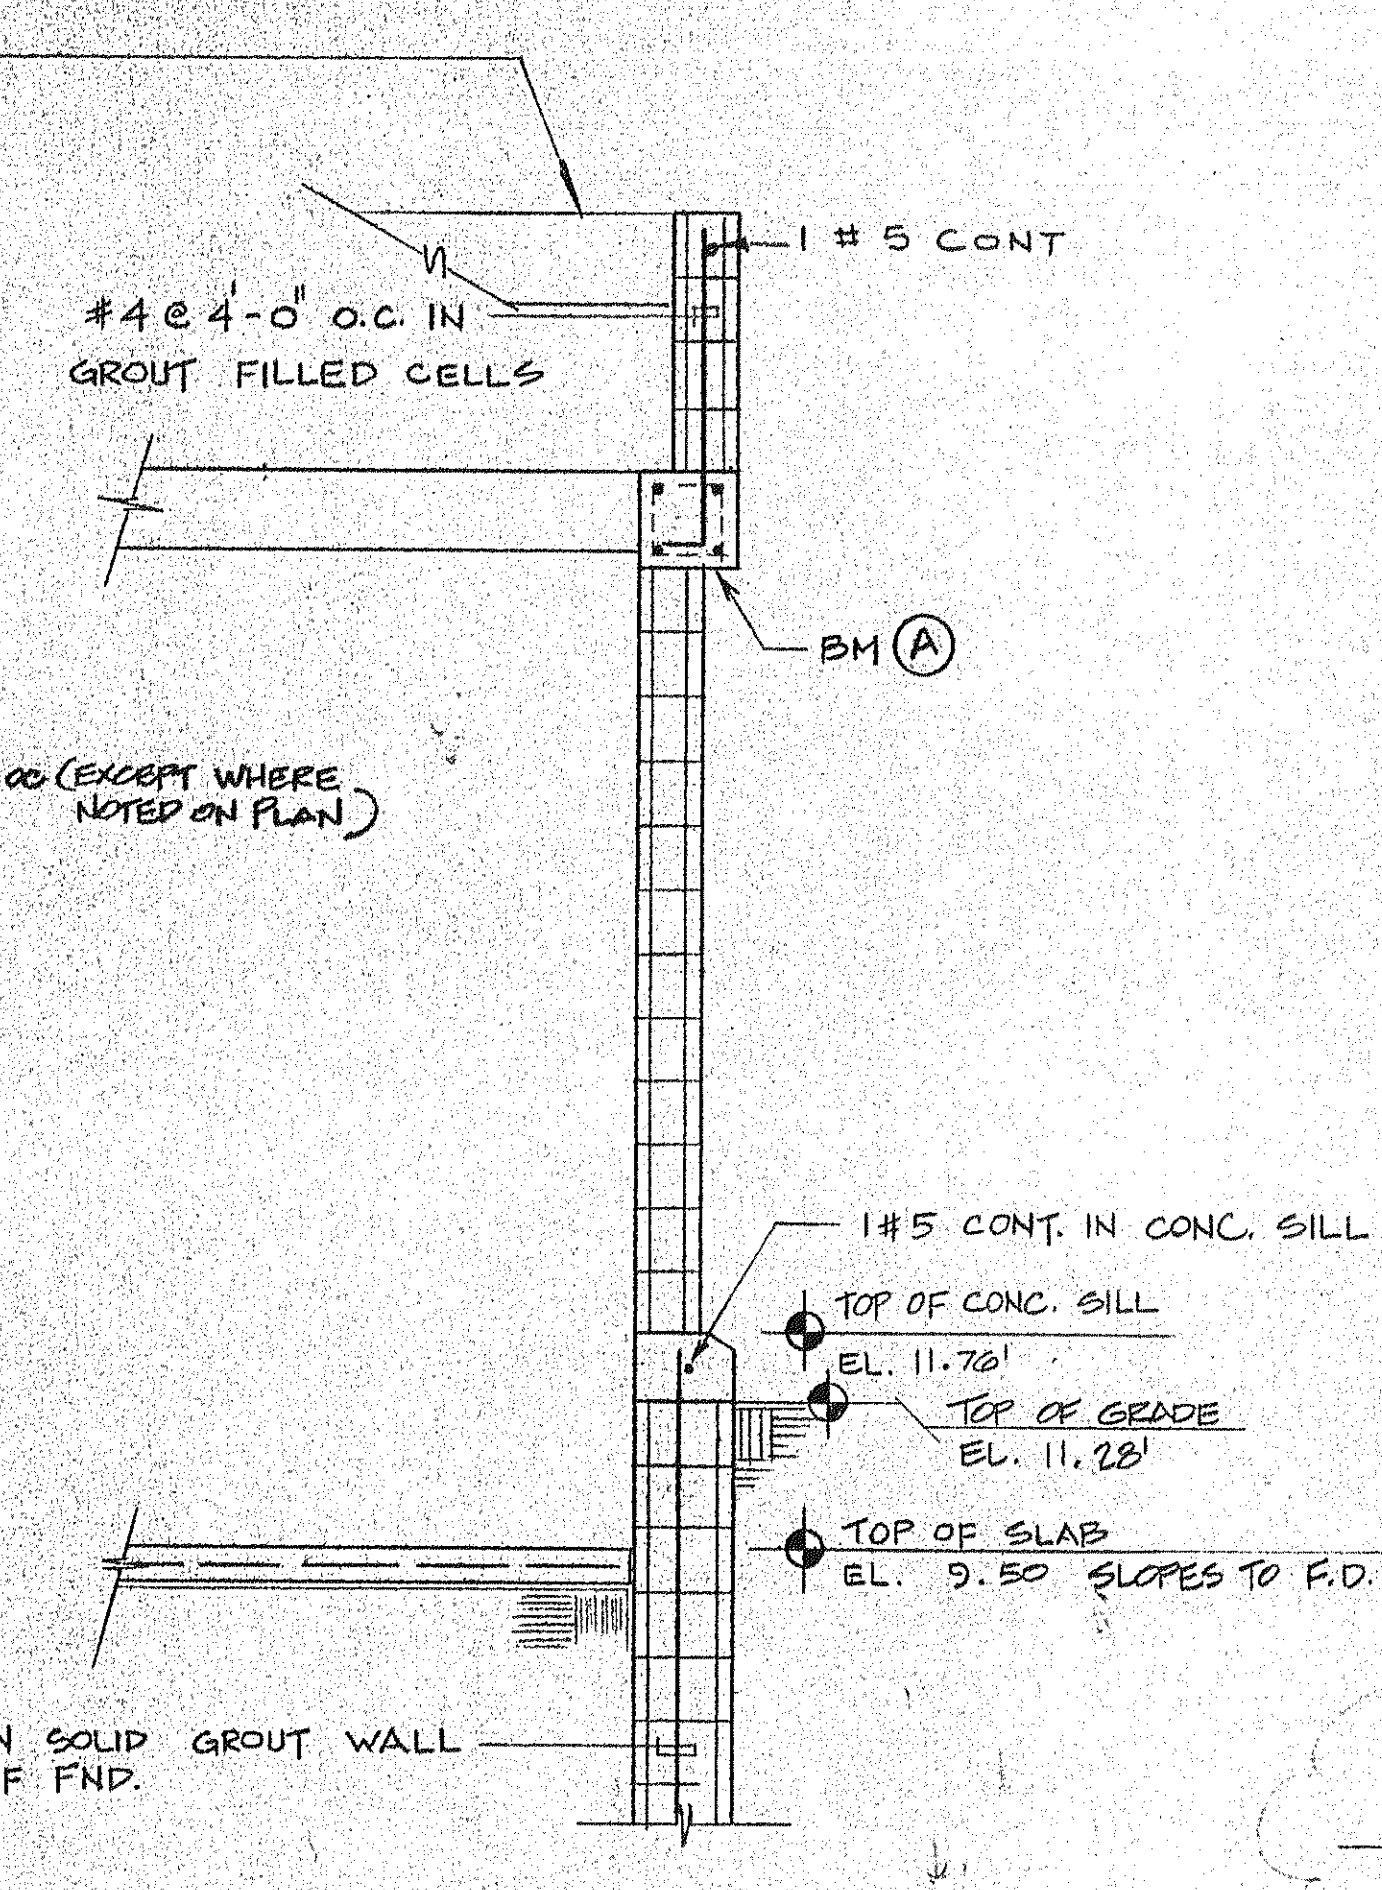 1 #5 CONT
#4 @ 4'-0" O.C. IN
GROUT FILLED CELLS
BM A
OC (EXCEPT WHERE
NOTED ON PLAN)
1#5 CONT. IN CONC. SILL
TOP OF CONC. SILL
EL. 11.76'
TOP OF GRADE
EL. 11.28'
TOP OF SLAB
EL. 9.50 SLOPES TO F.D.
N SOLID GROUT WALL
F FND.